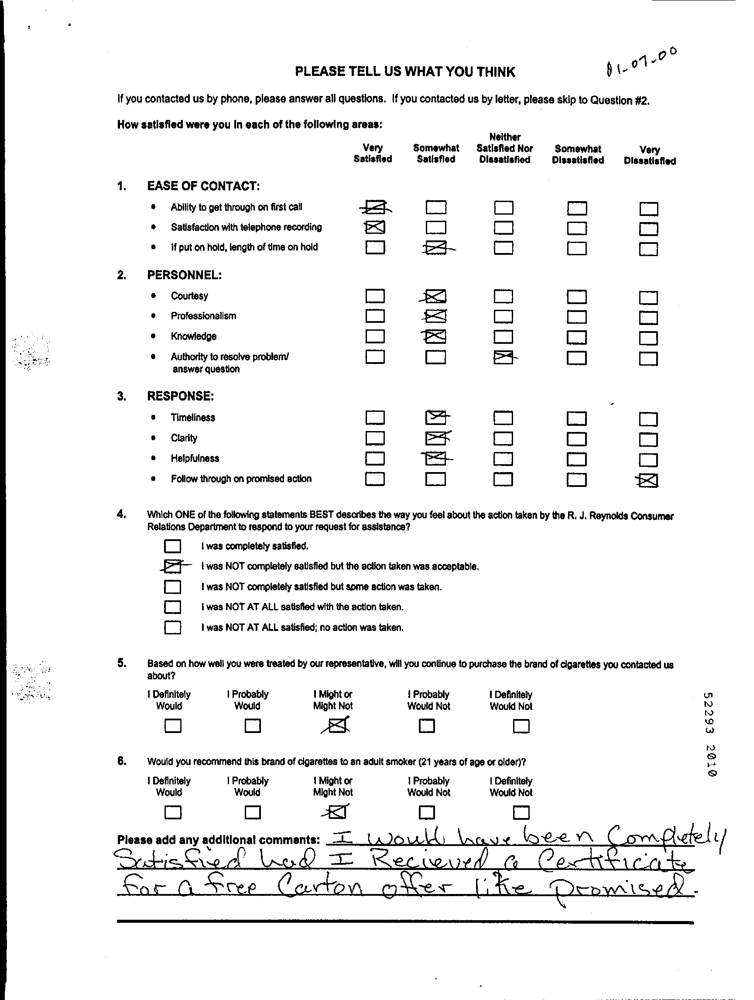 01-07-00
PLEASE TELL US WHAT YOU THINK
If you contacted us by phone, please answer all questions. If you contacted us by letter, please skip to Question #2.
How satisfied were you in each of the following areas:
Very Satisfied Somewhat Satisfied Neither Satisfied Nor Dissatisfied Somewhat Dissatisfied Very Dissatisfied
1. EASE OF CONTACT:
• Ability to get through on first call
• Satisfaction with telephone recording
• If put on hold, length of time on hold
2. PERSONNEL:
• Courtesy
• Professionalism
• Knowledge
• Authority to resolve problem/
answer question
3. RESPONSE:
• Timeliness
• Clarity
• Helpfulness
• Follow through on promised action
4. Which ONE of the following statements BEST describes the way you feel about the action taken by the R. J. Reynolds Consumer
Relations Department to respond to your request for assistance?
I was completely satisfied.
I was NOT completely satisfied but the action taken was acceptable.
I was NOT completely satisfied but some action was taken.
I was NOT AT ALL satisfied with the action taken.
I was NOT AT ALL satisfied; no action was taken.
5. Based on how well you were treated by our representative, will you continue to purchase the brand of cigarettes you contacted us
about?
I Definitely Would I Probably Would I Might or Might Not I Probably Would Not I Definitely Would Not
6. Would you recommend this brand of cigarettes to an adult smoker (21 years of age or older)?
I Definitely Would I Probably Would I Might or Might Not I Probably Would Not I Definitely Would Not
Please add any additional comments: I would have been Completely
Satisfied had I Recieved a Certificate
for a free Carton offer like promised.
52293 2010